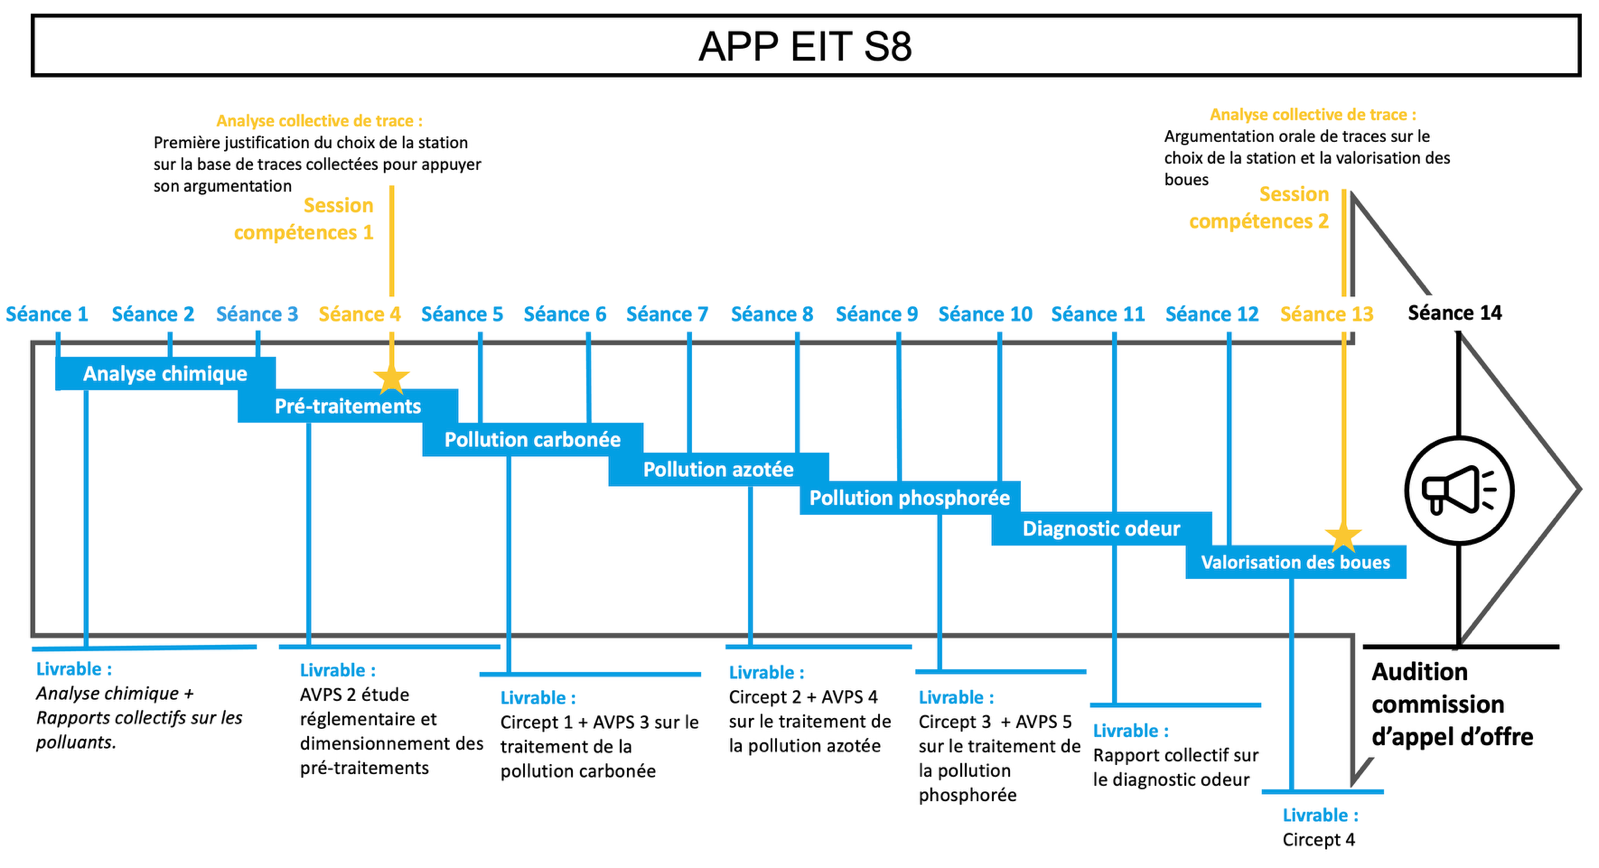 APP EIT S8
Analyse collective de trace :
Première justification du choix de la station
sur la base de traces collectées pour appuyer
son argumentation
Session
compétences 1
Analyse collective de trace :
Argumentation orale de traces sur le
choix de la station et la valorisation des
boues
Session
compétences 2
Séance 1
Séance 2
Séance 3
Séance 4
Séance 5
Séance 6
Séance 7
Séance 8
Séance 9
Séance 10
Séance 11
Séance 12
Séance 13
Séance 14
Analyse chimique
Pré-traitements
Pollution carbonée
Pollution azotée
Pollution phosphorée
Diagnostic odeur
Valorisation des boues
Livrable :
Analyse chimique +
Rapports collectifs sur les
polluants.
Livrable :
AVPS 2 étude
réglementaire et
dimensionnement des
pré-traitements
Livrable :
Circept 1 + AVPS 3 sur le
traitement de la
pollution carbonée
Livrable :
Circept 2 + AVPS 4
sur le traitement de
la pollution azotée
Livrable :
Circept 3 + AVPS 5
sur le traitement de
la pollution
phosphorée
Livrable :
Rapport collectif sur
le diagnostic odeur
Livrable :
Circept 4
Audition
commission
d’appel d’offre